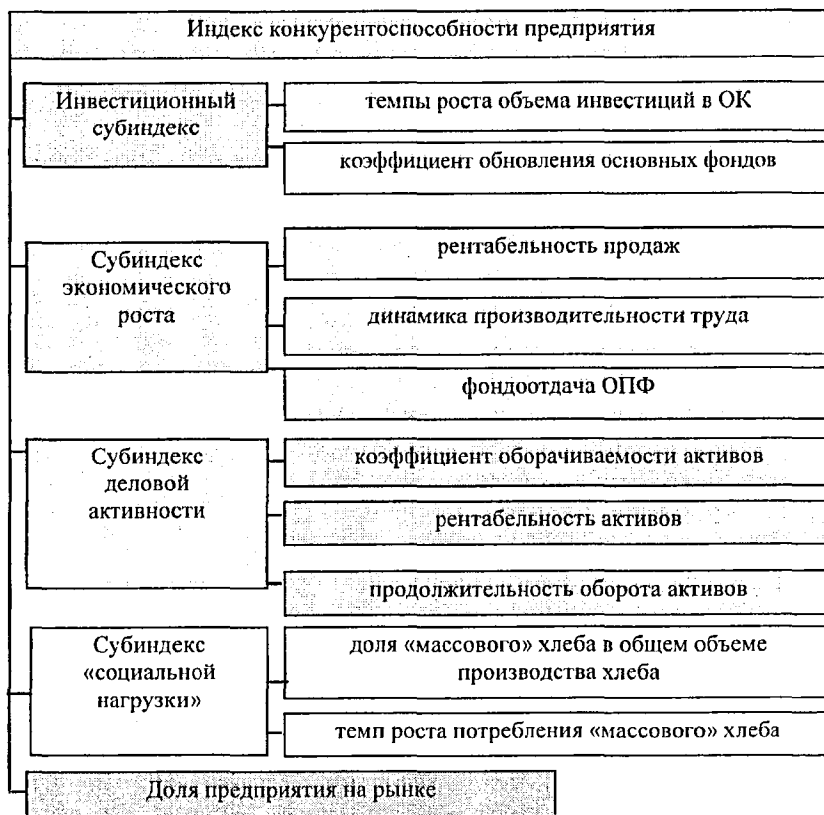 Индекс конкурентоспособности предприятия
Инвестиционный
субиндекс
темпы роста объема инвестиций в ОК
коэффициент обновления основных фондов
Субиндекс
экономического
роста
рентабельность продаж
динамика производительности труда
фондоотдача ОПФ
Субиндекс
деловой
активности
коэффициент оборачиваемости активов
рентабельность активов
продолжительность оборота активов
Субиндекс
«социальной
нагрузки»
доля «массового» хлеба в общем объеме
производства хлеба
темп роста потребления «массового» хлеба
Доля предприятия на рынке